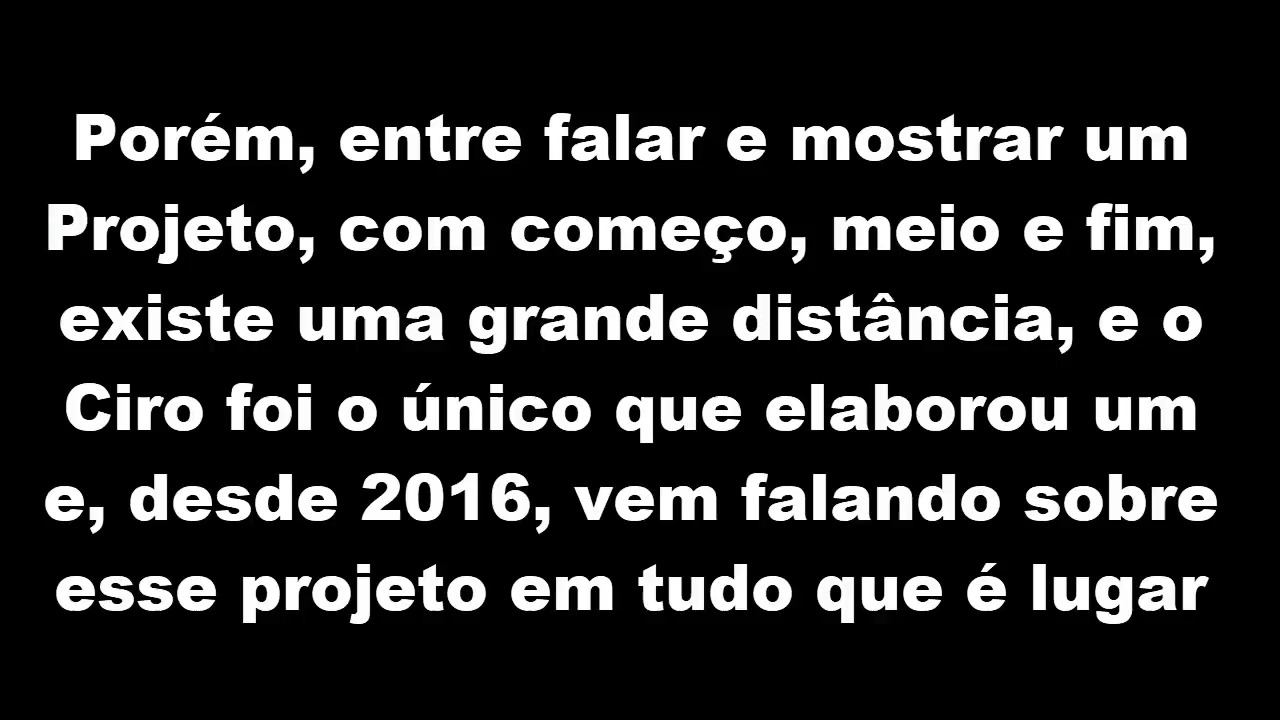 Porém, entre falar e mostrar um
Projeto, com começo, meio e fim,
existe uma grande distância, e o
Ciro foi o único que elaborou um
e, desde 2016, vem falando sobre
esse projeto em tudo que é lugar